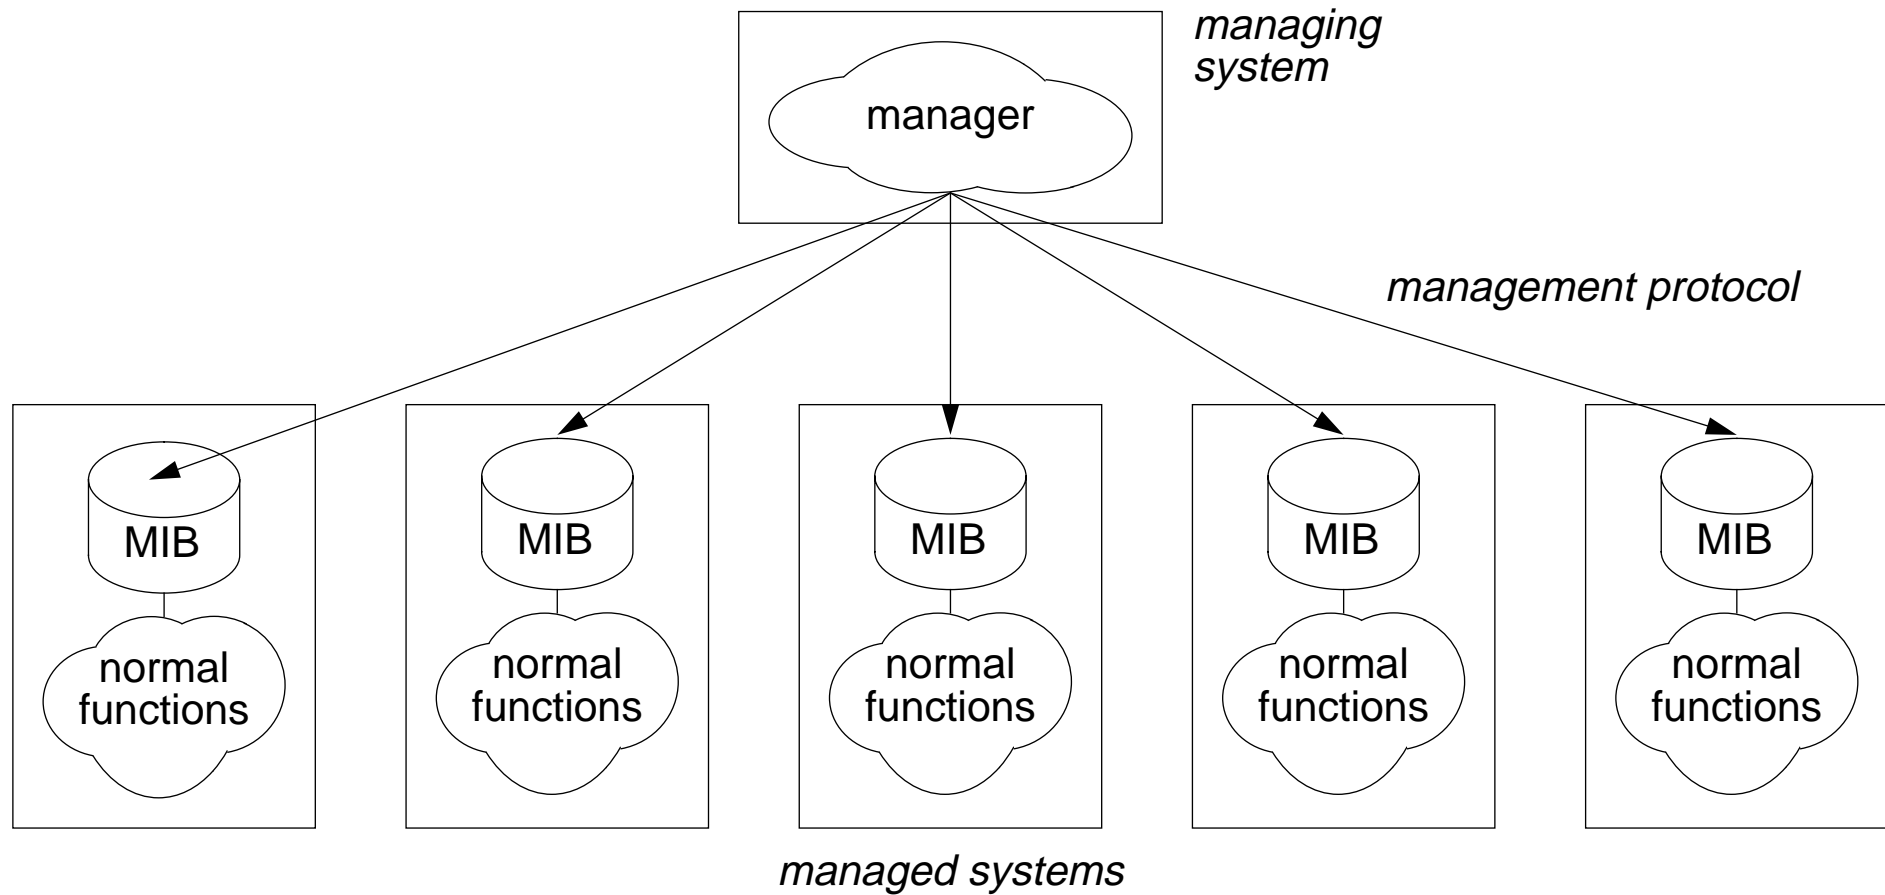 managing
system
manager
management protocol
MIB
normal
functions
MIB
normal
functions
MIB
normal
functions
MIB
normal
functions
MIB
normal
functions
managed systems